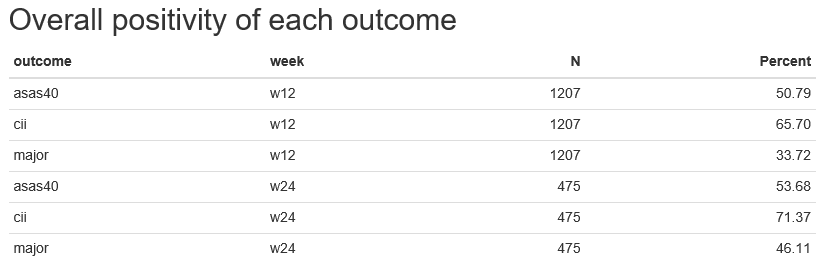 Overall positivity of each outcome
outcome week N Percent
asas40 w12 1207 50.79
cii w12 1207 65.70
major w12 1207 33.72
asas40 w24 475 53.68
cii w24 475 71.37
major w24 475 46.11